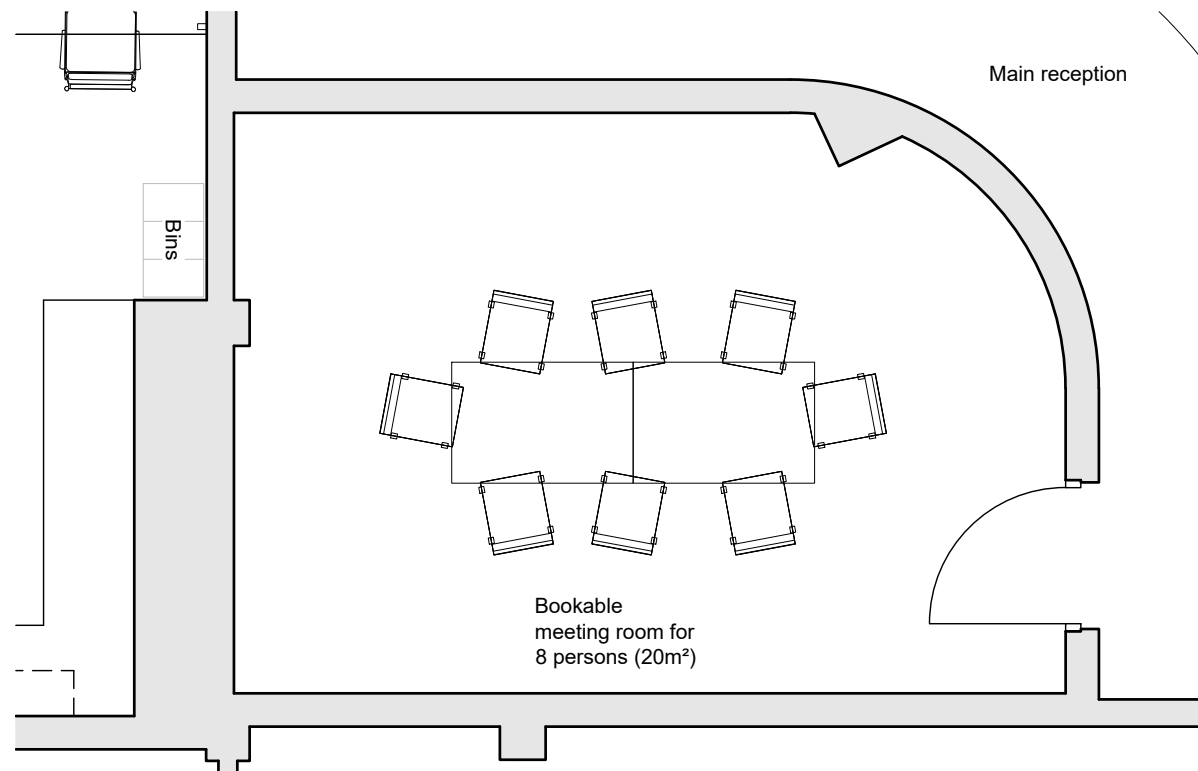 Main reception
Bins
Bookable
meeting room for
8 persons (20m²)